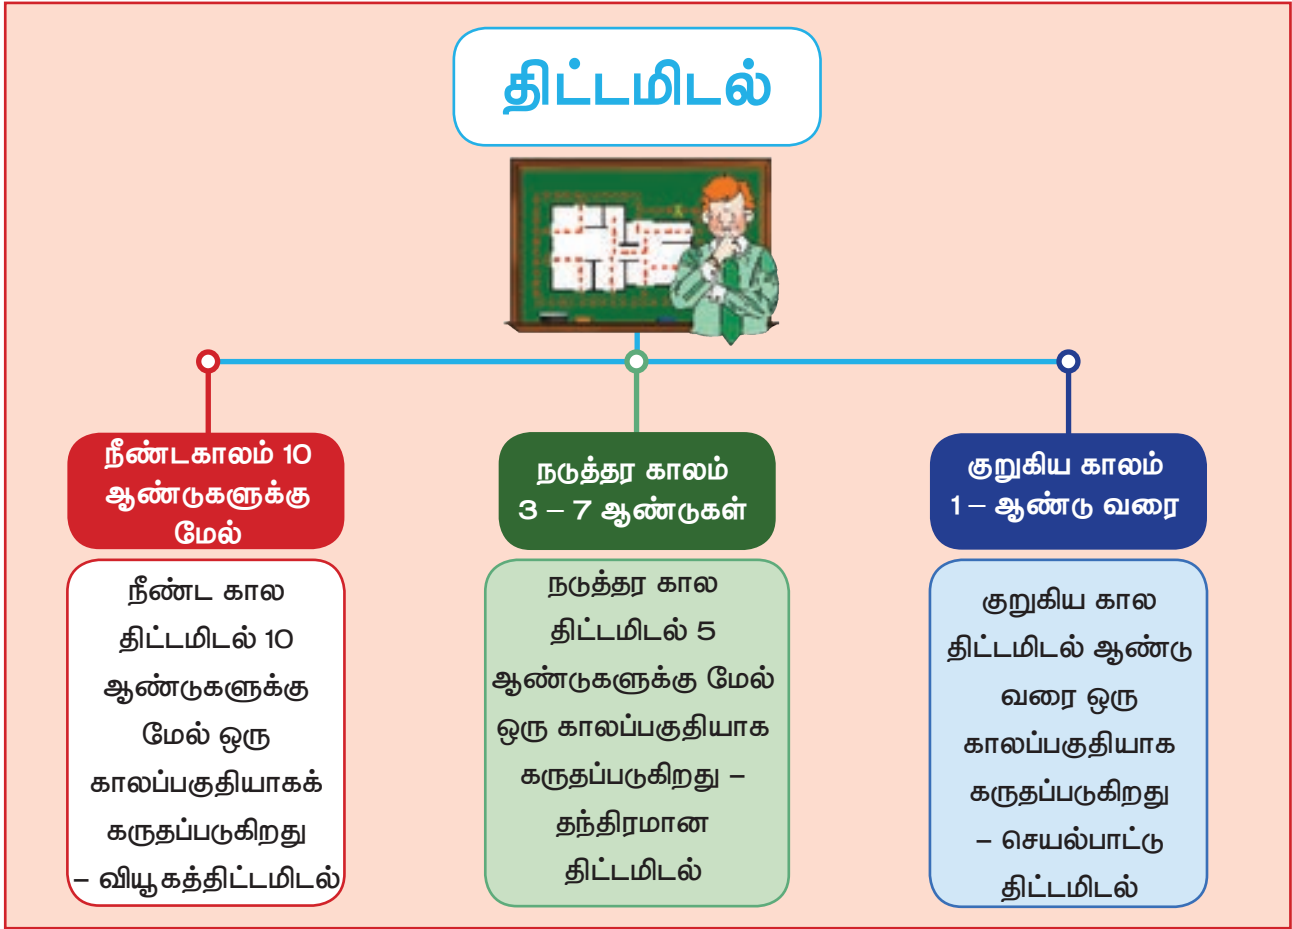 திட்டமிடல்
நீண்டகாலம் 10
ஆண்டுகளுக்கு
மேல்
நீண்ட கால
திட்டமிடல் 10
ஆண்டுகளுக்கு
மேல் ஒரு
காலப்பகுதியாகக்
கருதப்படுகிறது
– வியூகத்திட்டமிடல்
நடுத்தர காலம்
3 – 7 ஆண்டுகள்
நடுத்தர கால
திட்டமிடல் 5
ஆண்டுகளுக்கு மேல்
ஒரு காலப்பகுதியாக
கருதப்படுகிறது –
தந்திரமான
திட்டமிடல்
குறுகிய காலம்
1 – ஆண்டு வரை
குறுகிய கால
திட்டமிடல் ஆண்டு
வரை ஒரு
காலப்பகுதியாக
கருதப்படுகிறது
– செயல்பாட்டு
திட்டமிடல்